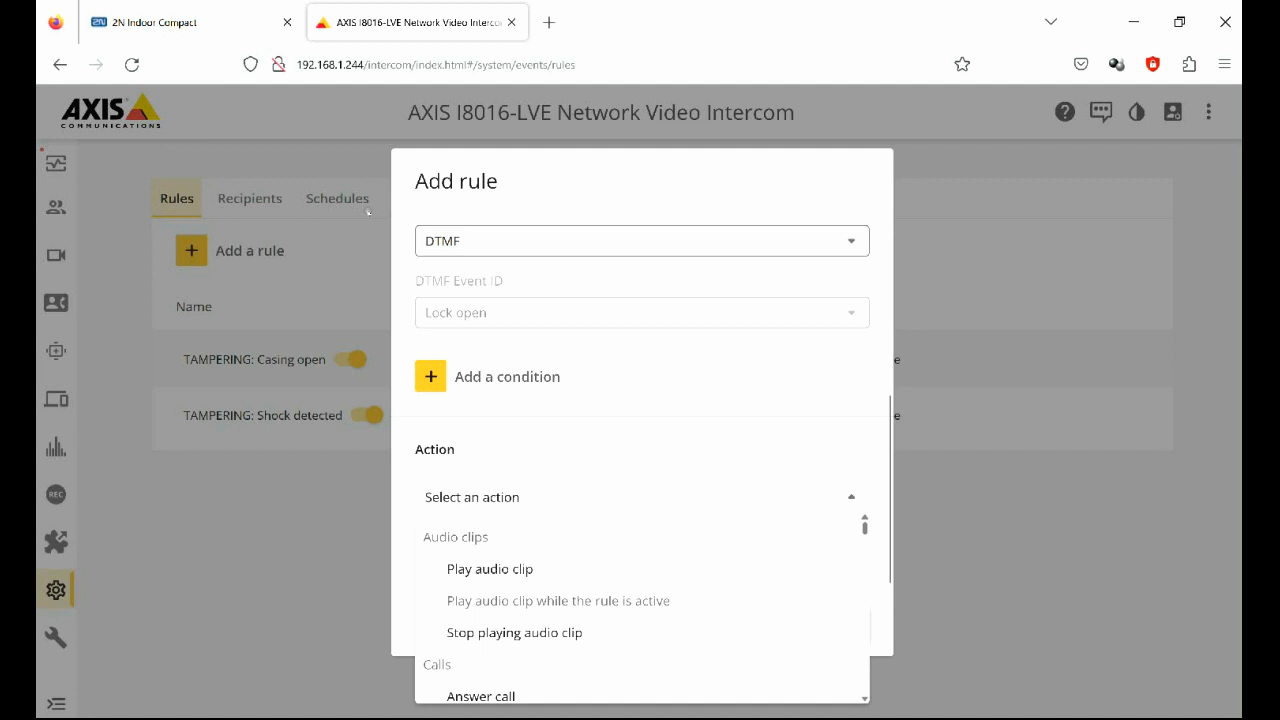 2N 2N Indoor Compact
AXIS I8016-LVE Network Video Interco
192.168.1.244/intercom/index.html#/system/events/rules
AXIS
COMMUNICATIONS
AXIS I8016-LVE Network Video Intercom
Add rule
Rules
Recipients
Schedules
DTMF
Add a rule
DTMF Event ID
Name
Lock open
TAMPERING: Casing open
e
Add a condition
TAMPERING: Shock detected
e
Action
REC
Select an action
Audio clips
Play audio clip
Play audio clip while the rule is active
Stop playing audio clip
Calls
Answer call